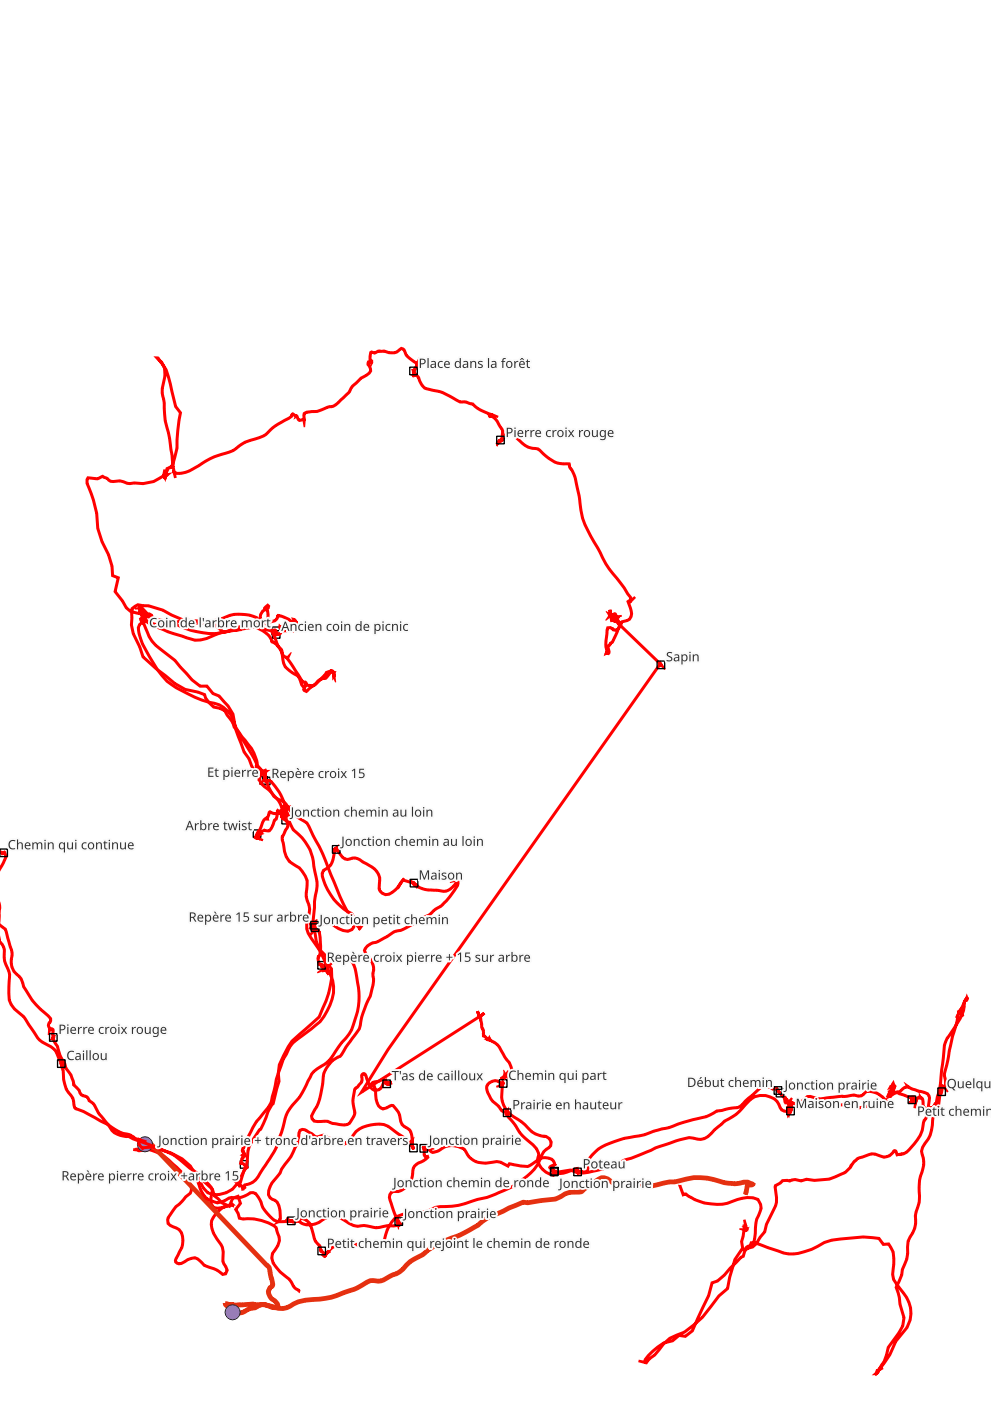 Place dans la forêt
Pierre croix rouge
Coin de l'arbre mort
Ancien coin de picnic
Sapin
Et pierre
Repère croix 15
Jonction chemin au loin
Arbre twist
Jonction chemin au loin
Chemin qui continue
Maison
Repère 15 sur arbre
Jonction petit chemin
Repère croix pierre + 15 sur arbre
Pierre croix rouge
Caillou
T'as de cailloux
Chemin qui part
Début chemin
Jonction prairie
Quelqu
Prairie en hauteur
Maison en ruine
Petit chemin
Jonction prairie + tronc d'arbre en travers
Jonction prairie
Poteau
Repère pierre croix +arbre 15
Jonction chemin de ronde
Jonction prairie
Jonction prairie
Jonction prairie
Petit chemin qui rejoint le chemin de ronde